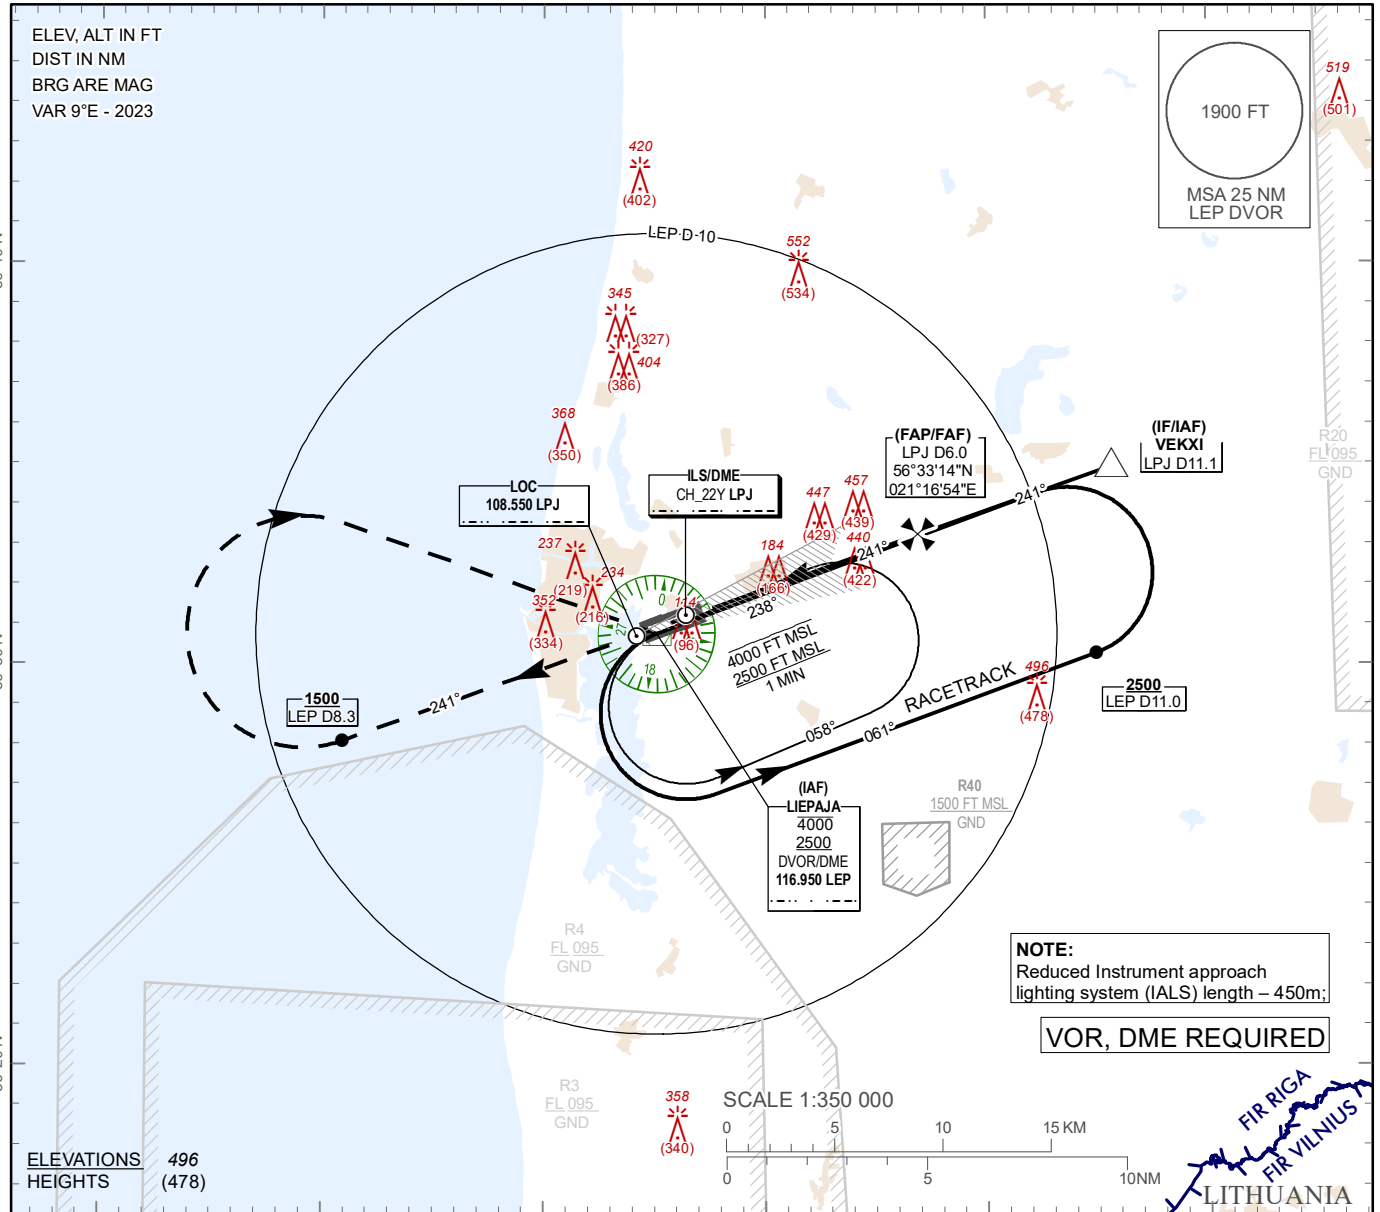 ELEV, ALT IN FT
DIST IN NM
BRG ARE MAG
VAR 9°E - 2023
1900 FT
MSA 25 NM
LEP DVOR
519
(501)
420
(402)
LEP D 10
552
(534)
345
(327)
404
(386)
368
(350)
(FAP/FAF)
LPJ D6.0
56°33'14"N
021°16'54"E
(IF/IAF)
VEKXI
LPJ D11.1
R20
FL 095
GND
LOC
108.550 LPJ
ILS/DME
CH_22Y LPJ
447
(429)
457
(439)
440
(422)
241°
241°
184
(166)
237
(219)
234
(216)
352
(334)
0
27
18
114
(96)
238°
4000 FT MSL
2500 FT MSL
1 MIN
RACETRACK
496
(478)
2500
LEP D11.0
1500
LEP D8.3
241°
058°
061°
(IAF)
LIEPAJA
4000
2500
DVOR/DME
116.950 LEP
R40
1500 FT MSL
GND
R4
FL 095
GND
NOTE:
Reduced Instrument approach
lighting system (IALS) length – 450m;
VOR, DME REQUIRED
R3
FL 095
GND
358
(340)
SCALE 1:350 000
0 5 10 15 KM
0 5 10NM
FIR RIGA
FIR VILNIUS
LITHUANIA
ELEVATIONS 496
HEIGHTS (478)